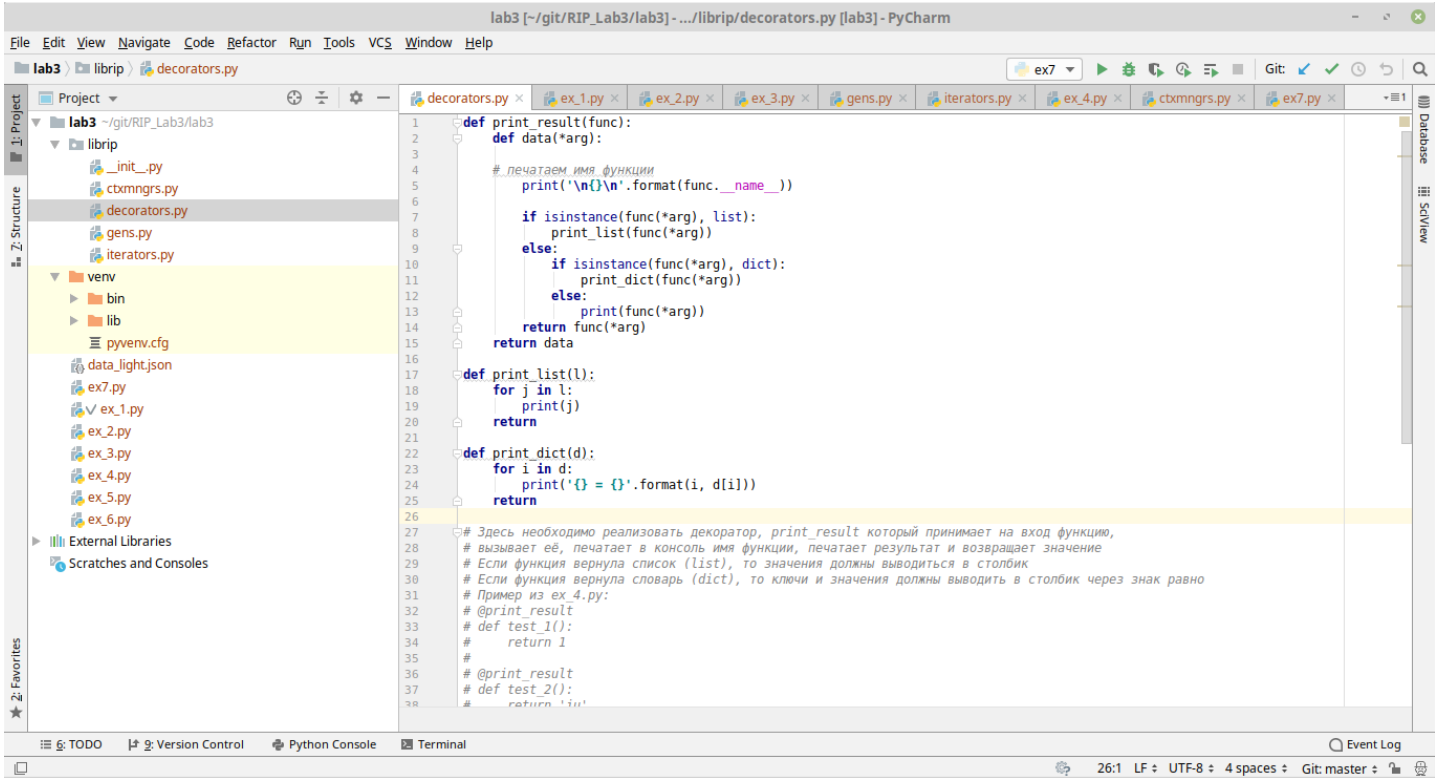 lab3 [~/git/RIP_Lab3/lab3] - .../librip/decorators.py [lab3] - PyCharm
File Edit View Navigate Code Refactor Run Tools VCS Window Help
lab3 librip decorators.py
ex7
Git:
1: Project
7: Structure
2: Favorites
Project
lab3 ~/git/RIP_Lab3/lab3
librip
__init__.py
ctxmngrs.py
decorators.py
gens.py
iterators.py
venv
bin
lib
pyvenv.cfg
data_light.json
ex7.py
ex_1.py
ex_2.py
ex_3.py
ex_4.py
ex_5.py
ex_6.py
External Libraries
Scratches and Consoles
decorators.py ex_1.py ex_2.py ex_3.py gens.py iterators.py ex_4.py ctxmngrs.py ex7.py 1
1 def print_result(func):
2     def data(*arg):
3
4     # печатаем имя функции
5         print('\n{}\n'.format(func.__name__))
6
7         if isinstance(func(*arg), list):
8             print_list(func(*arg))
9         else:
10             if isinstance(func(*arg), dict):
11                 print_dict(func(*arg))
12             else:
13                 print(func(*arg))
14         return func(*arg)
15     return data
16
17 def print_list(l):
18     for j in l:
19         print(j)
20     return
21
22 def print_dict(d):
23     for i in d:
24         print('{} = {}'.format(i, d[i]))
25     return
26
27 # Здесь необходимо реализовать декоратор, print_result который принимает на вход функцию,
28 # вызывает её, печатает в консоль имя функции, печатает результат и возвращает значение
29 # Если функция вернула список (list), то значения должны выводиться в столбик
30 # Если функция вернула словарь (dict), то ключи и значения должны выводить в столбик через знак равно
31 # Пример из ex_4.py:
32 # @print_result
33 # def test_1():
34 #     return 1
35 #
36 # @print_result
37 # def test_2():
38 #     return 'iu'
Database
SciView
6: TODO 9: Version Control Python Console Terminal Event Log
26:1 LF UTF-8 4 spaces Git: master